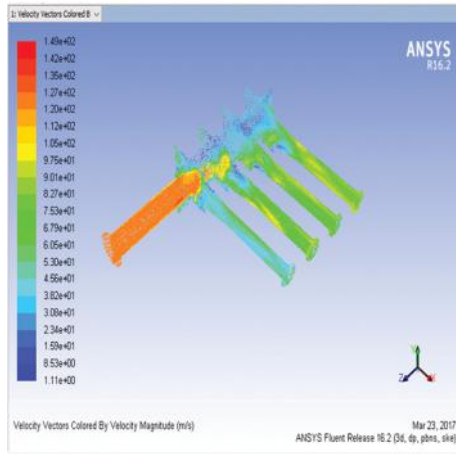 1: Velocity Vectors Colored B
ANSYS
R16.2
1.49e+02
1.42e+02
1.35e+02
1.27e+02
1.20e+02
1.12e+02
1.05e+02
9.75e+01
9.01e+01
8.27e+01
7.53e+01
6.79e+01
6.05e+01
5.30e+01
4.56e+01
3.82e+01
3.08e+01
2.34e+01
1.59e+01
8.53e+00
1.11e+00
Y
Z
X
Velocity Vectors Colored By Velocity Magnitude (m/s)
Mar 23, 2017
ANSYS Fluent Release 16.2 (3d, dp, pbns, ske)